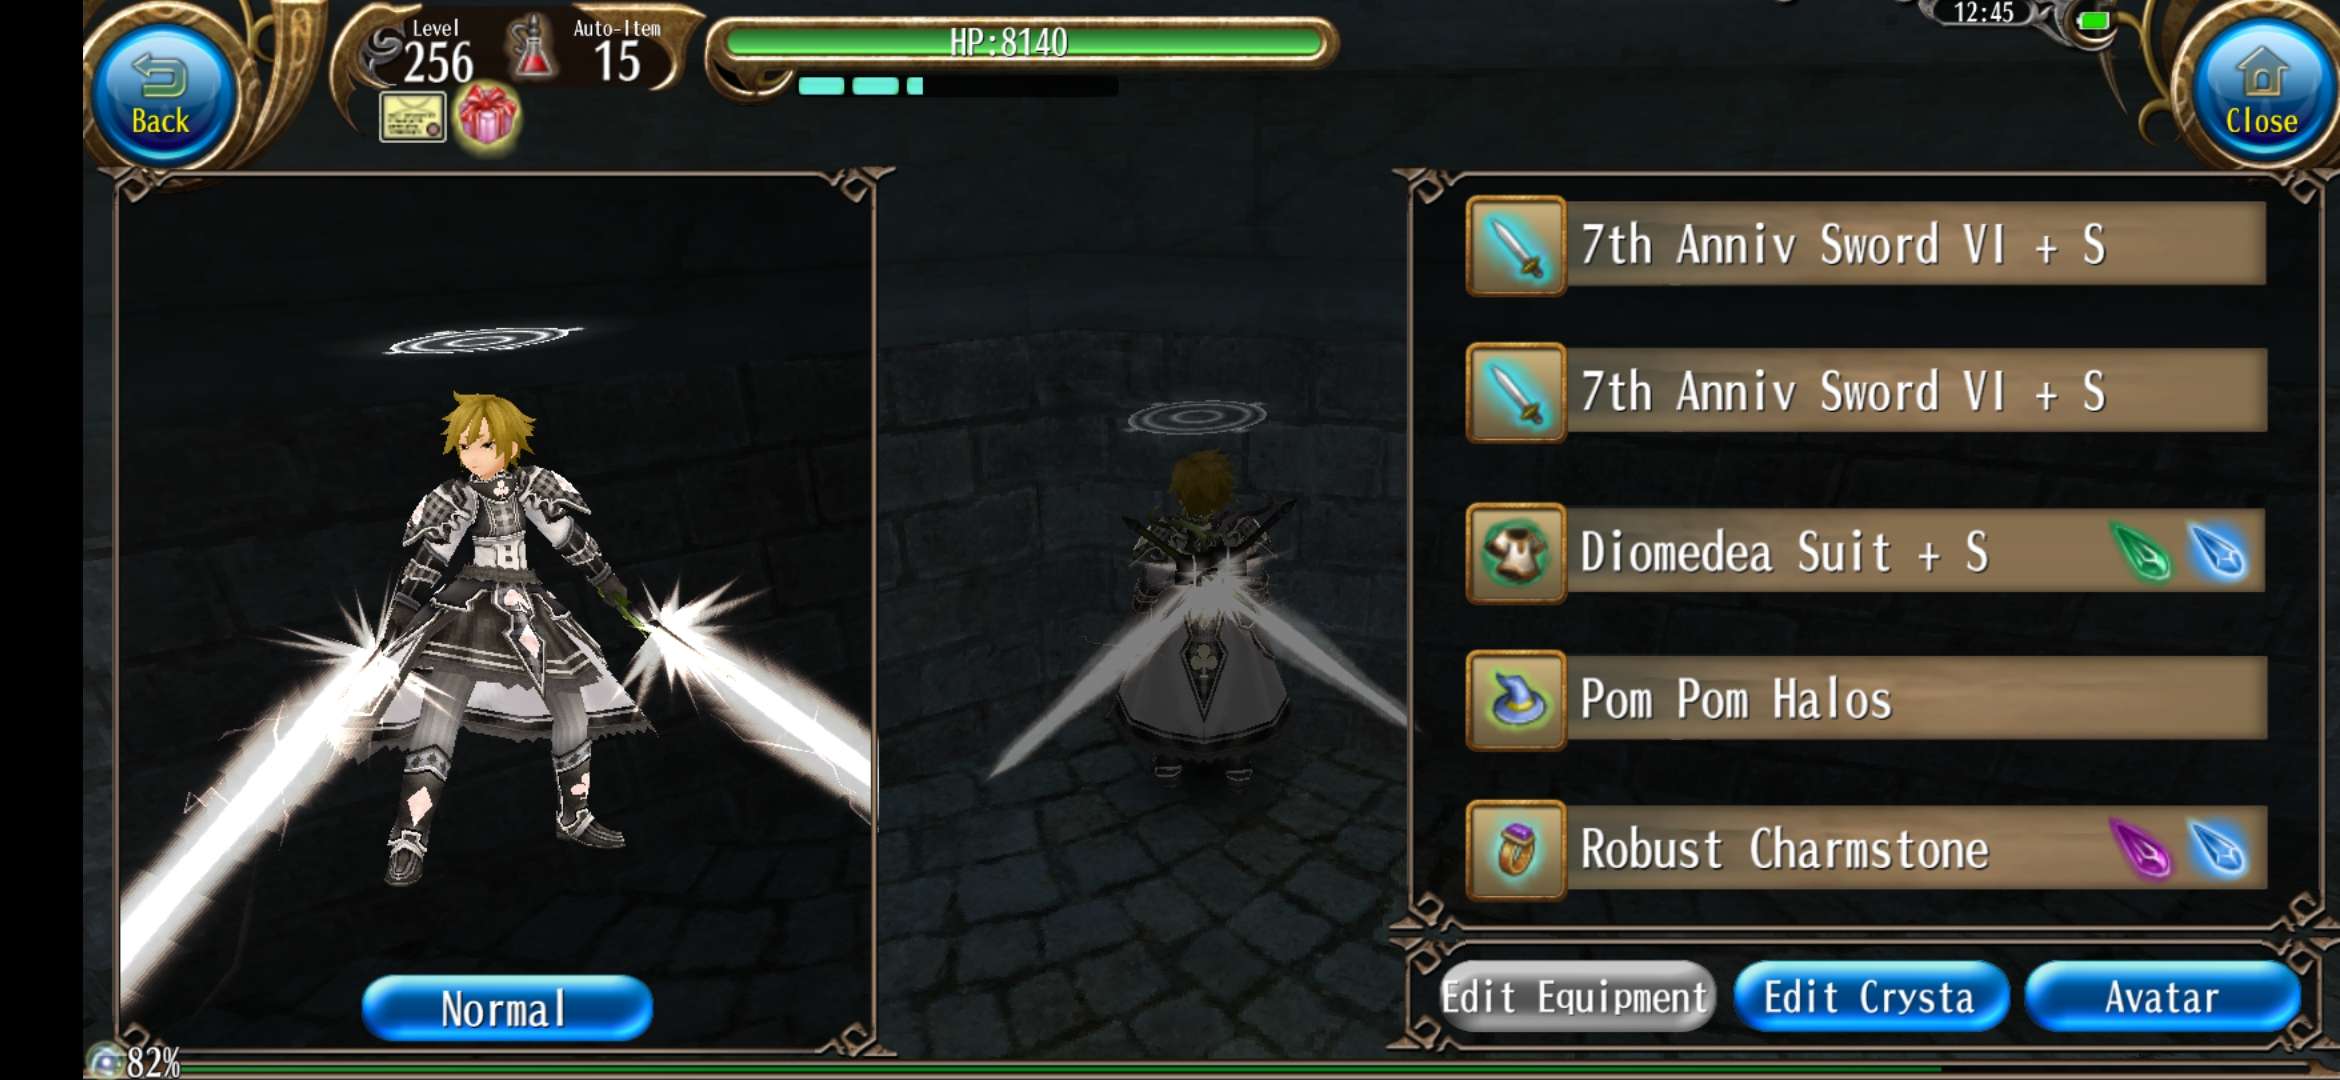 Back
Level
256
Auto-Item
15
HP:8140
12:45
Close
7th Anniv Sword VI + S
7th Anniv Sword VI + S
Diomedea Suit + S
Pom Pom Halos
Robust Charmstone
Normal
Edit Equipment
Edit Crysta
Avatar
82%